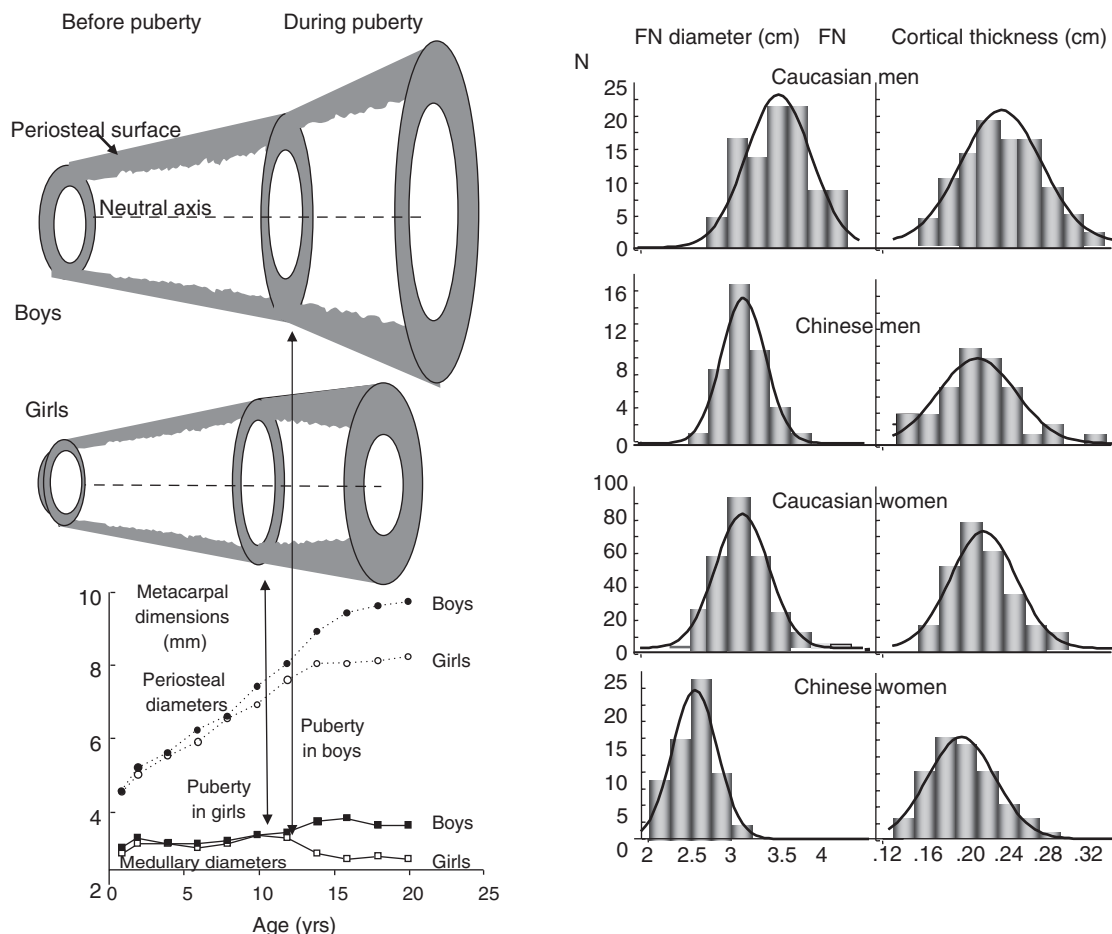 Before puberty
During puberty
Periosteal surface
Neutral axis
Boys
Girls
10
8
6
4
2
Metacarpal
dimensions
(mm)
Periosteal
diameters
Boys
Girls
Puberty
in boys
Puberty
in girls
Boys
Girls
Medullary diameters
0 5 10 15 20 25
Age (yrs)
FN diameter (cm) FN Cortical thickness (cm)
N
Caucasian men
25
20
15
10
5
0
Chinese men
16
12
8
4
0
Caucasian women
100
80
60
40
20
0
Chinese women
25
20
15
10
5
0
2 2.5 3 3.5 4
.12 .16 .20 .24 .28 .32